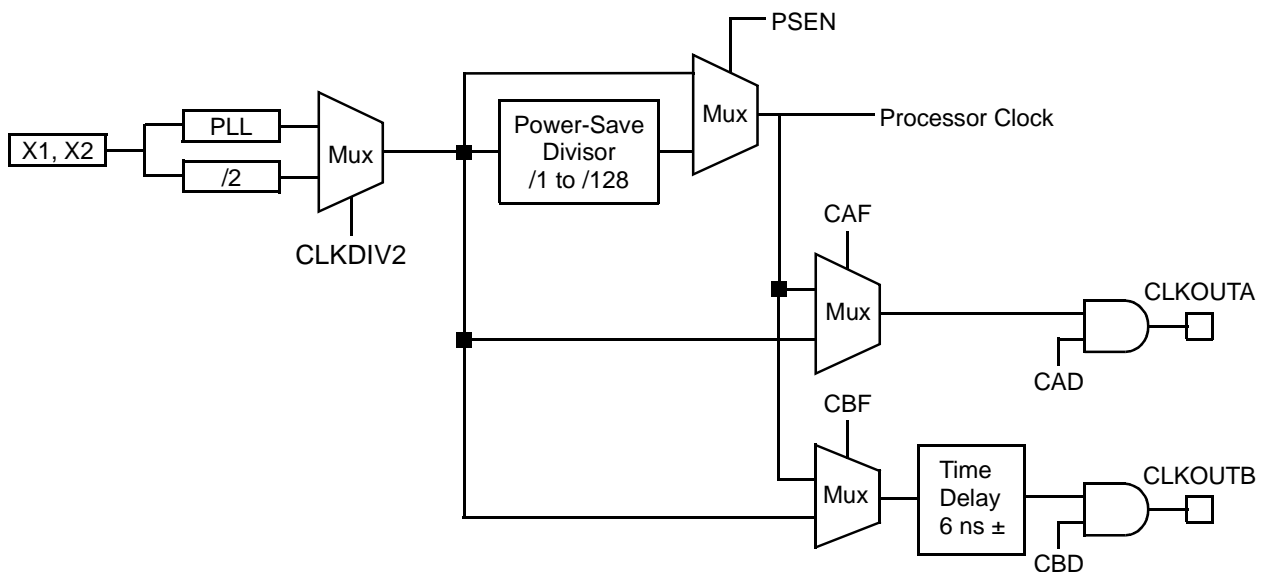 PSEN
X1, X2
PLL
/2
Mux
CLKDIV2
Power-Save
Divisor
/1 to /128
Mux
Processor Clock
CAF
Mux
CLKOUTA
CAD
CBF
Mux
Time
Delay
6 ns ±
CLKOUTB
CBD